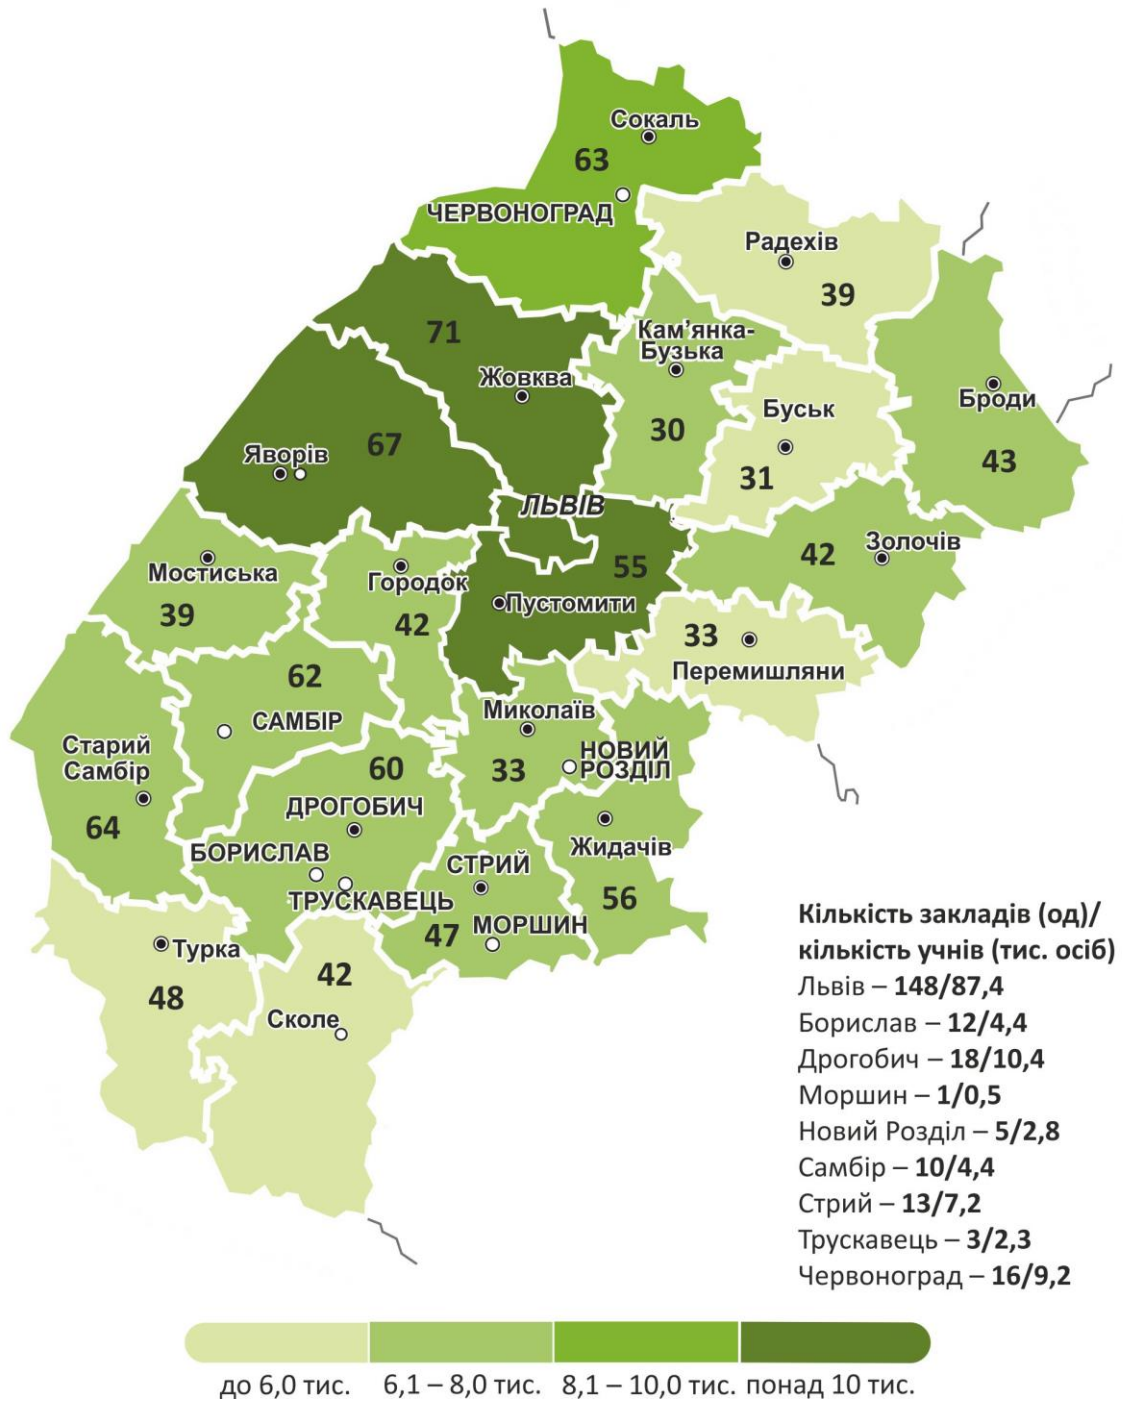 Сокаль
63
ЧЕРВОНОГРАД
Радехів
39
71
Жовква
Кам’янка-
Бузька
30
Буськ
31
Броди
43
67
Яворів
ЛЬВІВ
55
Пустомити
Золочів
42
Мостиська
39
Городок
42
33
Перемишляни
62
САМБІР
Миколаїв
33
НОВИЙ
РОЗДІЛ
Старий
Самбір
64
60
ДРОГОБИЧ
БОРИСЛАВ
ТРУСКАВЕЦЬ
СТРИЙ
47
МОРШИН
Жидачів
56
Турка
48
42
Сколе
Кількість закладів (од)/
кількість учнів (тис. осіб)
Львів – 148/87,4
Борислав – 12/4,4
Дрогобич – 18/10,4
Моршин – 1/0,5
Новий Розділ – 5/2,8
Самбір – 10/4,4
Стрий – 13/7,2
Трускавець – 3/2,3
Червоноград – 16/9,2
до 6,0 тис. 6,1 – 8,0 тис. 8,1 – 10,0 тис. понад 10 тис.